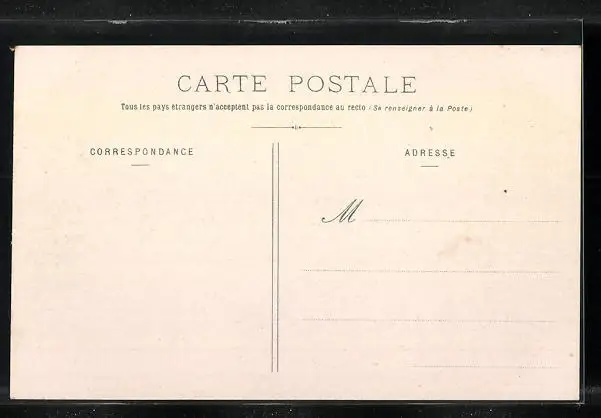 CARTE POSTALE
Tous les pays étrangers n'acceptent pas la correspondance au recto (Se renseigner à la Poste)
CORRESPONDANCE
ADRESSE
M